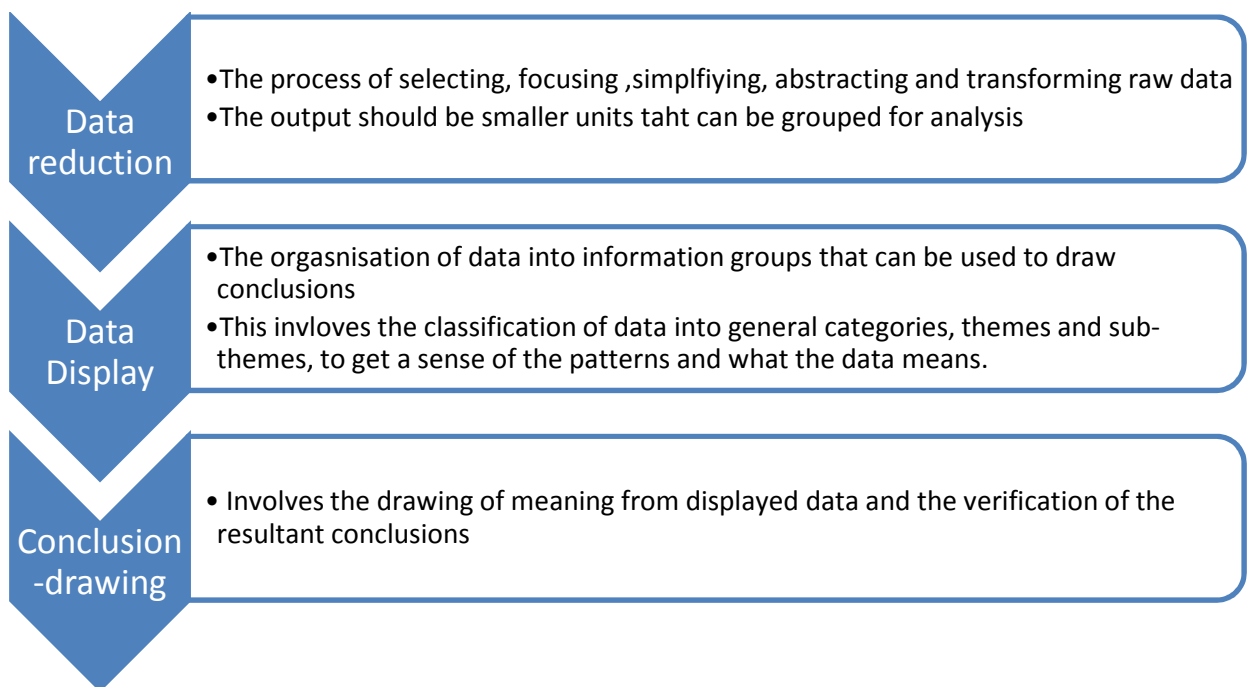 Data
reduction
•The process of selecting, focusing ,simplfiying, abstracting and transforming raw data
•The output should be smaller units taht can be grouped for analysis
Data
Display
•The orgasnisation of data into information groups that can be used to draw
conclusions
•This invloves the classification of data into general categories, themes and sub-
themes, to get a sense of the patterns and what the data means.
Conclusion
-drawing
• Involves the drawing of meaning from displayed data and the verification of the
resultant conclusions